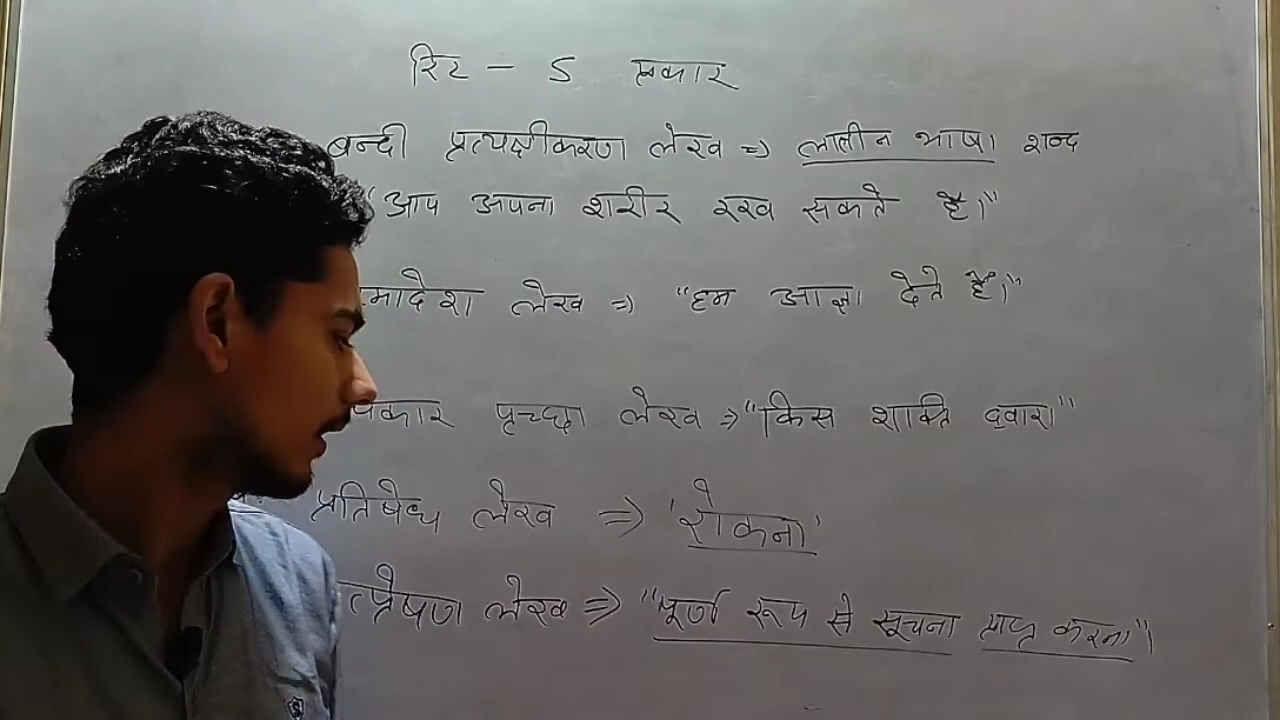 रिट - 5 प्रकार
बन्दी प्रत्यक्षीकरण लेख => लालीन भाषा शब्द
"आप अपना शरीर रख सकते है।"
मादेश लेख => "हम आज्ञा देते हैं।"
कार पृच्छा लेख => "किस शक्ति द्वारा"
प्रतिषेध लेख => 'रोकना'
त्प्रेषण लेख => "पूर्ण रूप से सूचना प्राप्त करना"।